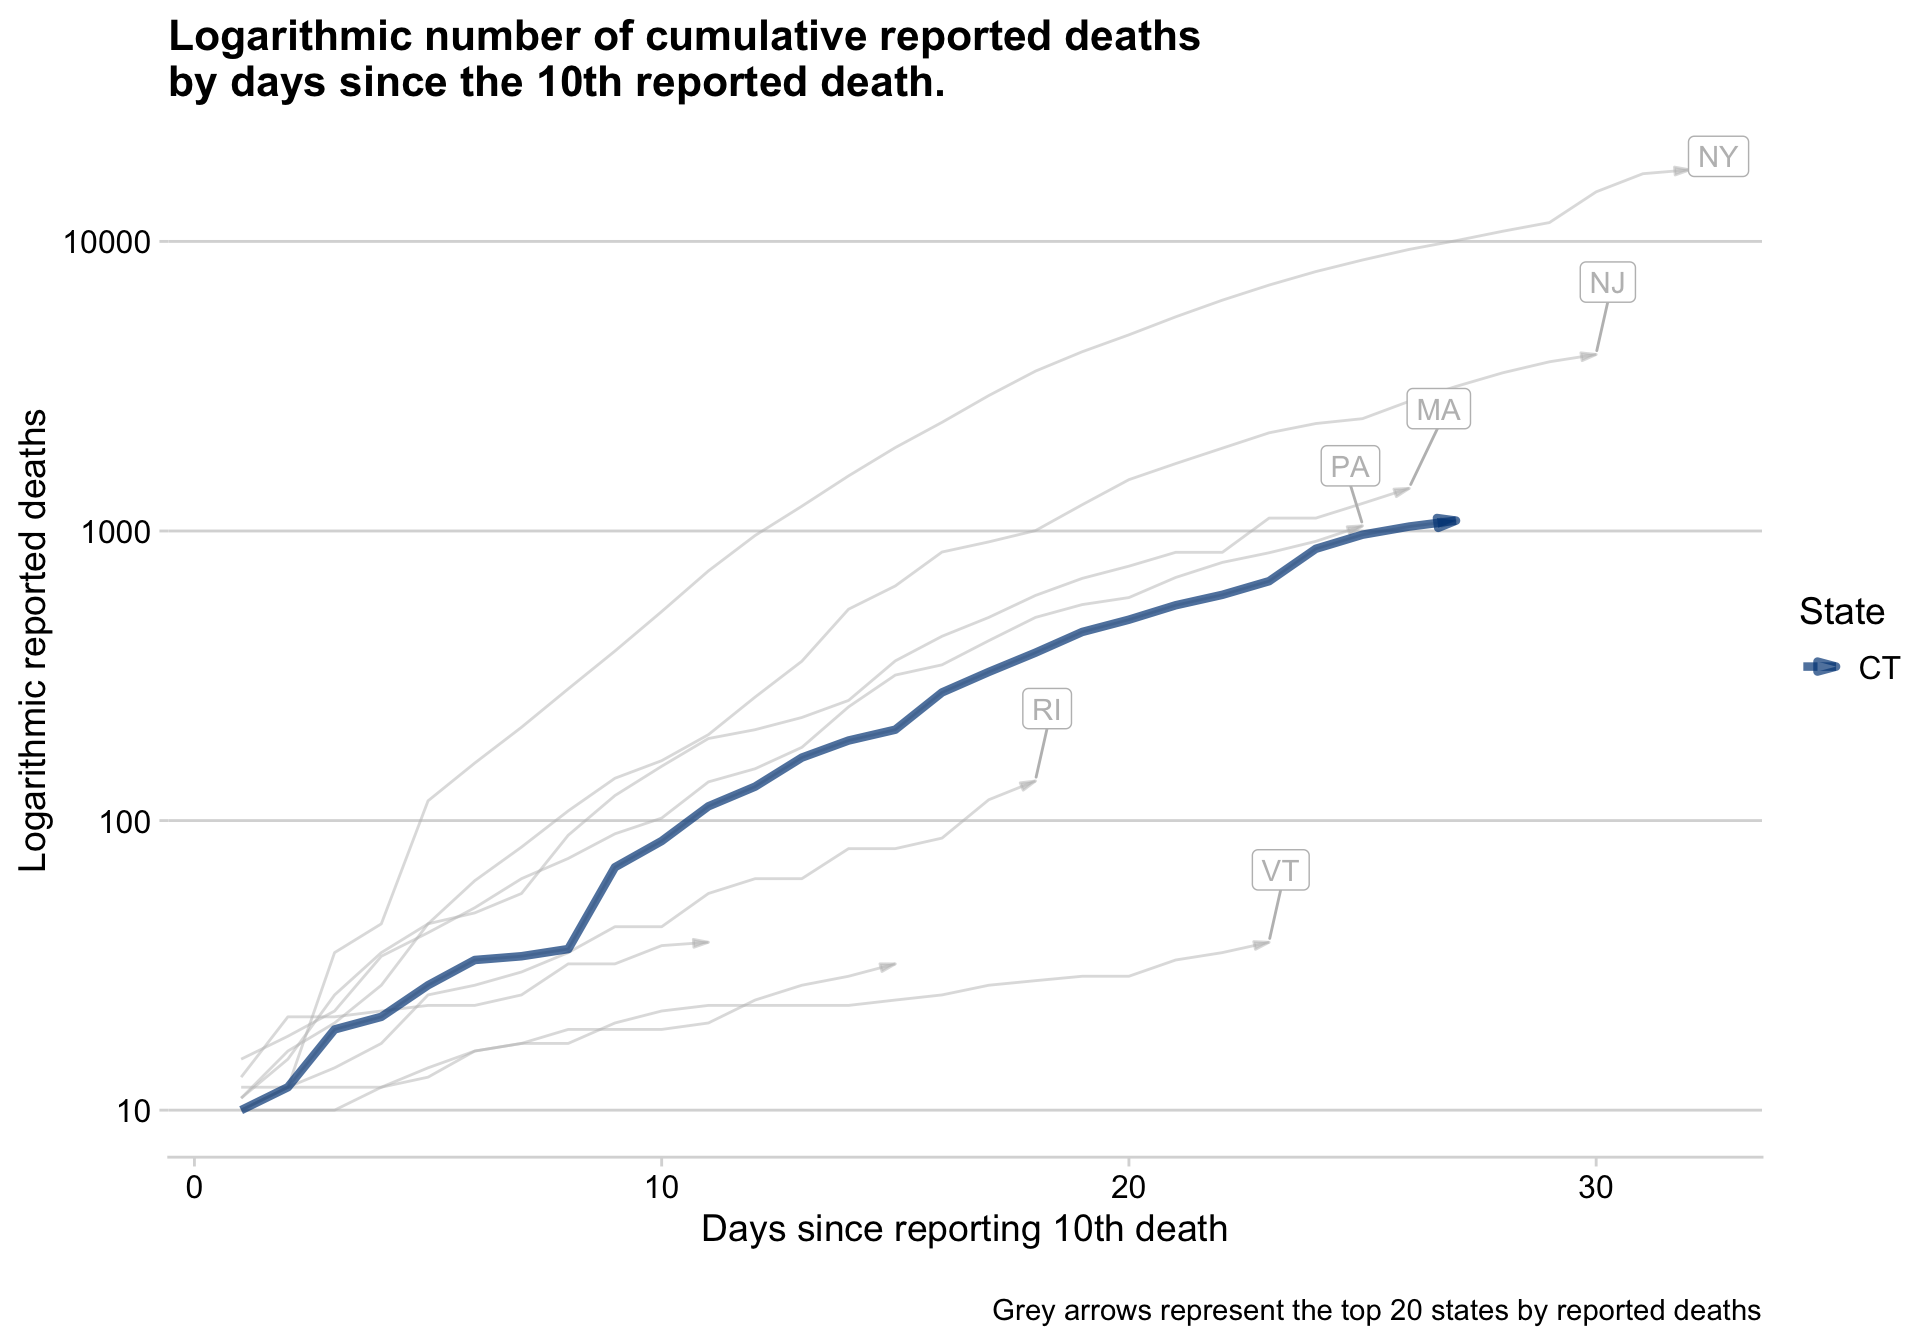 Logarithmic number of cumulative reported deaths
by days since the 10th reported death.
NY
10000
NJ
MA
PA
1000
RI
100
VT
10
Logarithmic reported deaths
State
CT
0 10 20 30
Days since reporting 10th death
Grey arrows represent the top 20 states by reported deaths